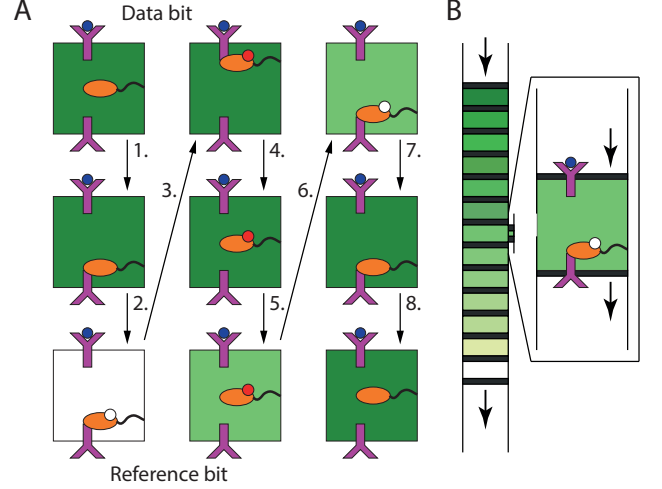 A
Data bit
B
1.
3.
4.
6.
7.
2.
5.
8.
Reference bit